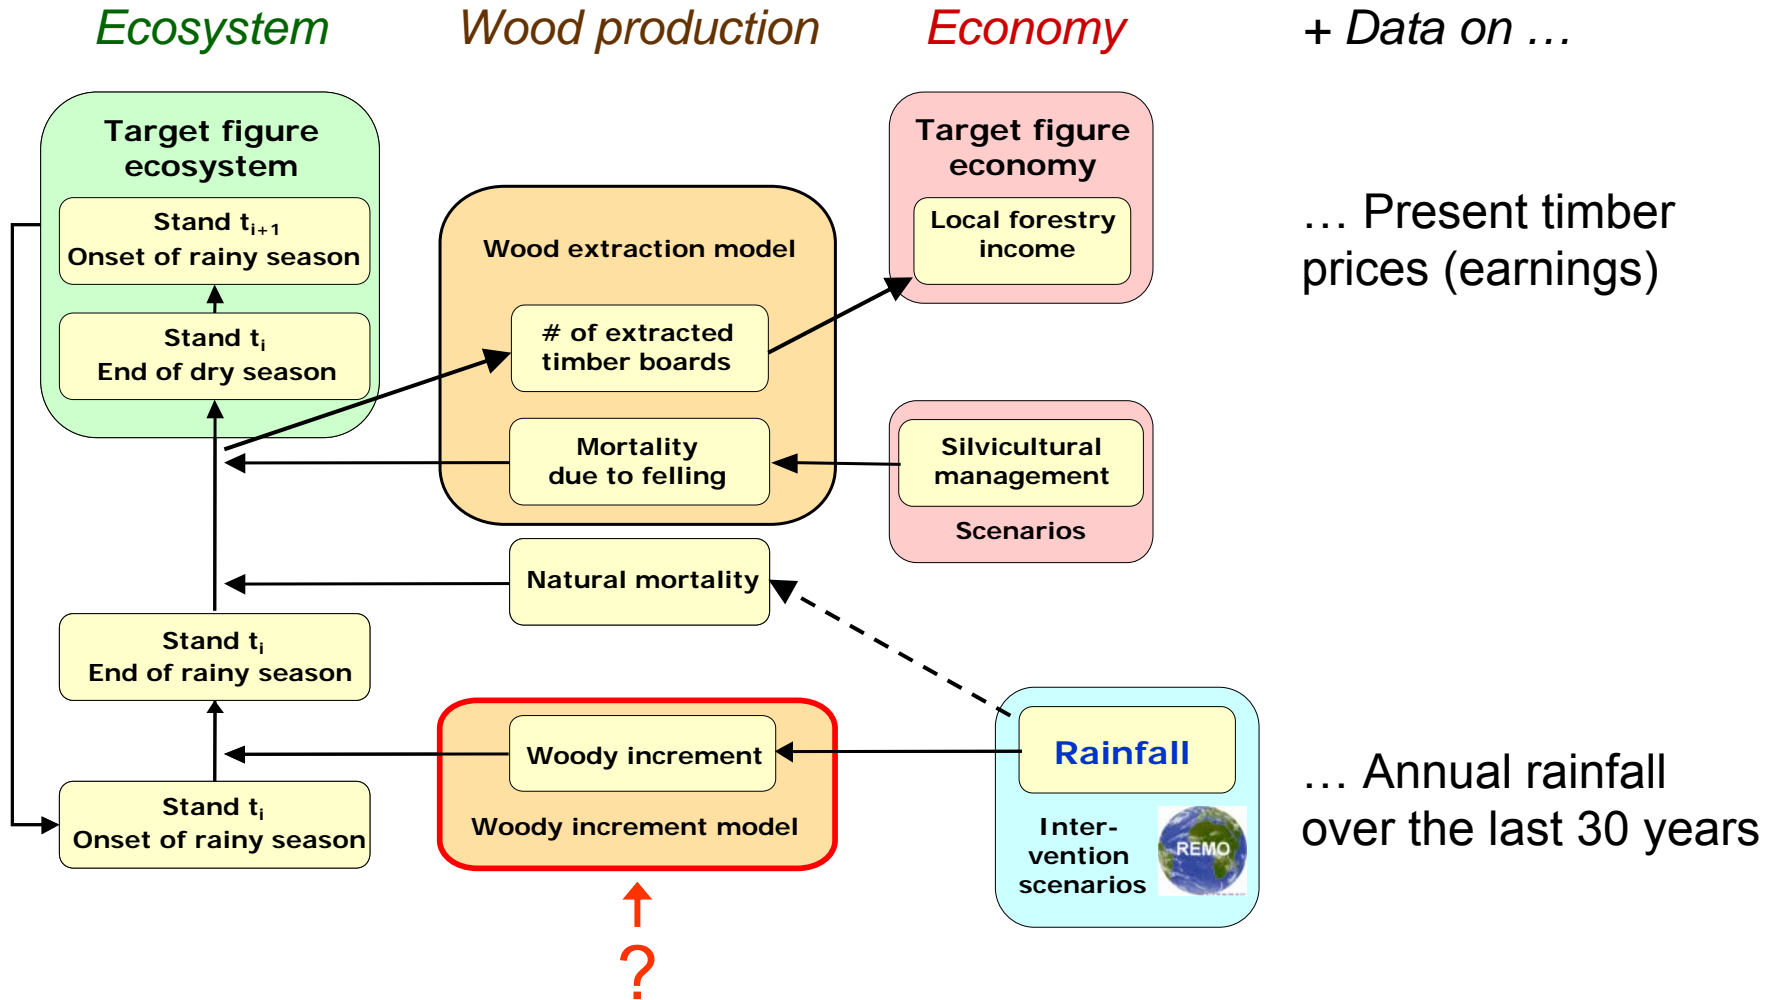 Ecosystem
Wood production
Economy
+ Data on …
Target figure
ecosystem
Stand tᵢ₊₁
Onset of rainy season
Stand tᵢ
End of dry season
Wood extraction model
# of extracted
timber boards
Mortality
due to felling
Target figure
economy
Local forestry
income
Silvicultural
management
Scenarios
… Present timber
prices (earnings)
Natural mortality
Stand tᵢ
End of rainy season
Woody increment
Woody increment model
Rainfall
Inter-
vention
scenarios
REMO
Stand tᵢ
Onset of rainy season
… Annual rainfall
over the last 30 years
?